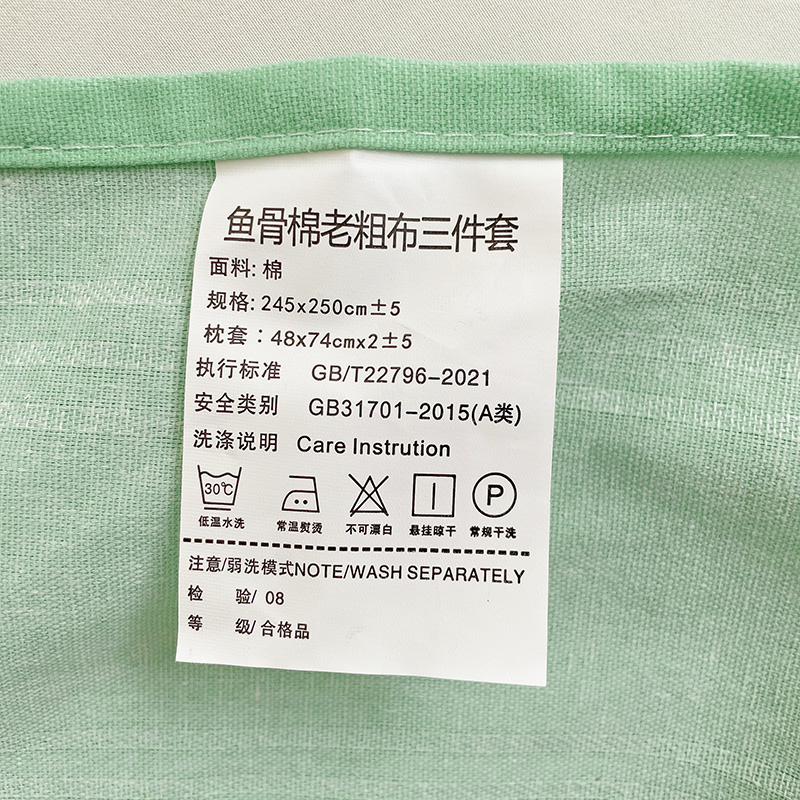 鱼骨棉老粗布三件套
面料: 棉
规格: 245x250cm±5
枕套：48x74cmx2±5
执行标准 GB/T22796-2021
安全类别 GB31701-2015(A类)
洗涤说明 Care Instrution
30℃ P
低温水洗 常温熨烫 不可漂白 悬挂晾干 常规干洗
注意/弱洗模式NOTE/WASH SEPARATELY
检 验/ 08
等 级/ 合格品